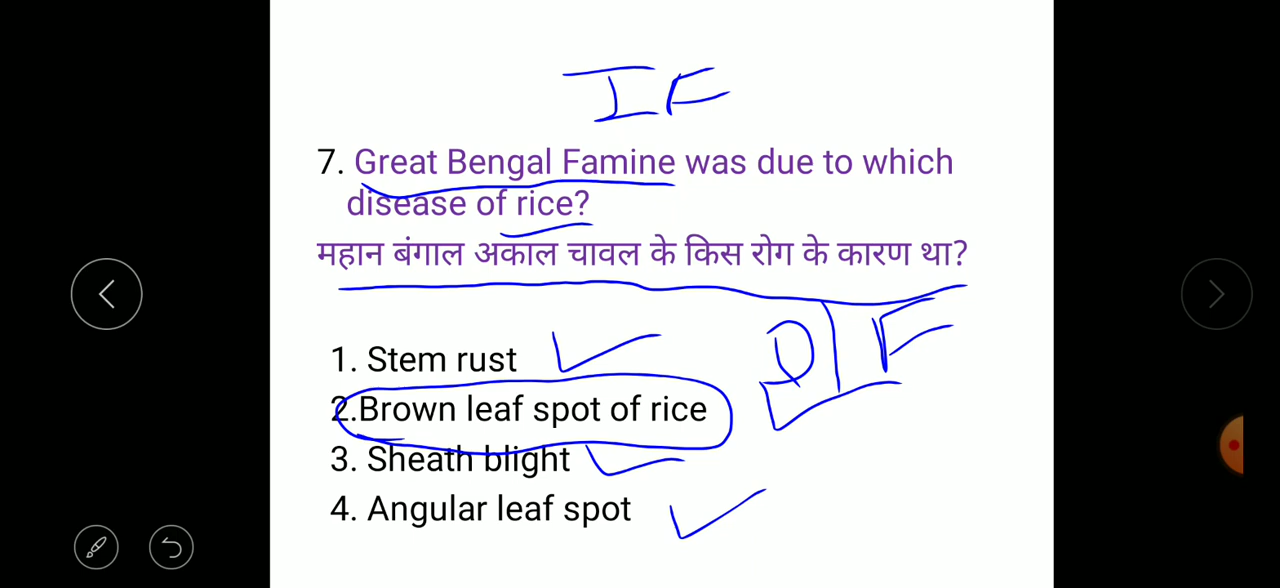 IF
7. Great Bengal Famine was due to which
disease of rice?
महान बंगाल अकाल चावल के किस रोग के कारण था?
1. Stem rust
2.Brown leaf spot of rice
3. Sheath blight
4. Angular leaf spot